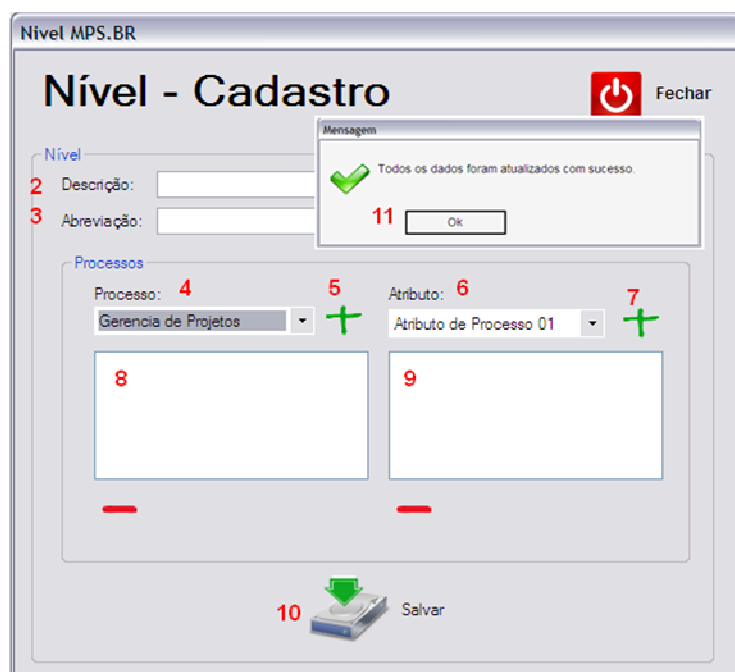 Nivel MPS.BR
Nível - Cadastro
Fechar
Mensagem
Todos os dados foram atualizados com sucesso.
11 Ok
Nível
2 Descrição:
3 Abreviação:
Processos
Processo: 4 5 Atributo: 6 7
Gerencia de Projetos Atributo de Processo 01
8 9
10 Salvar